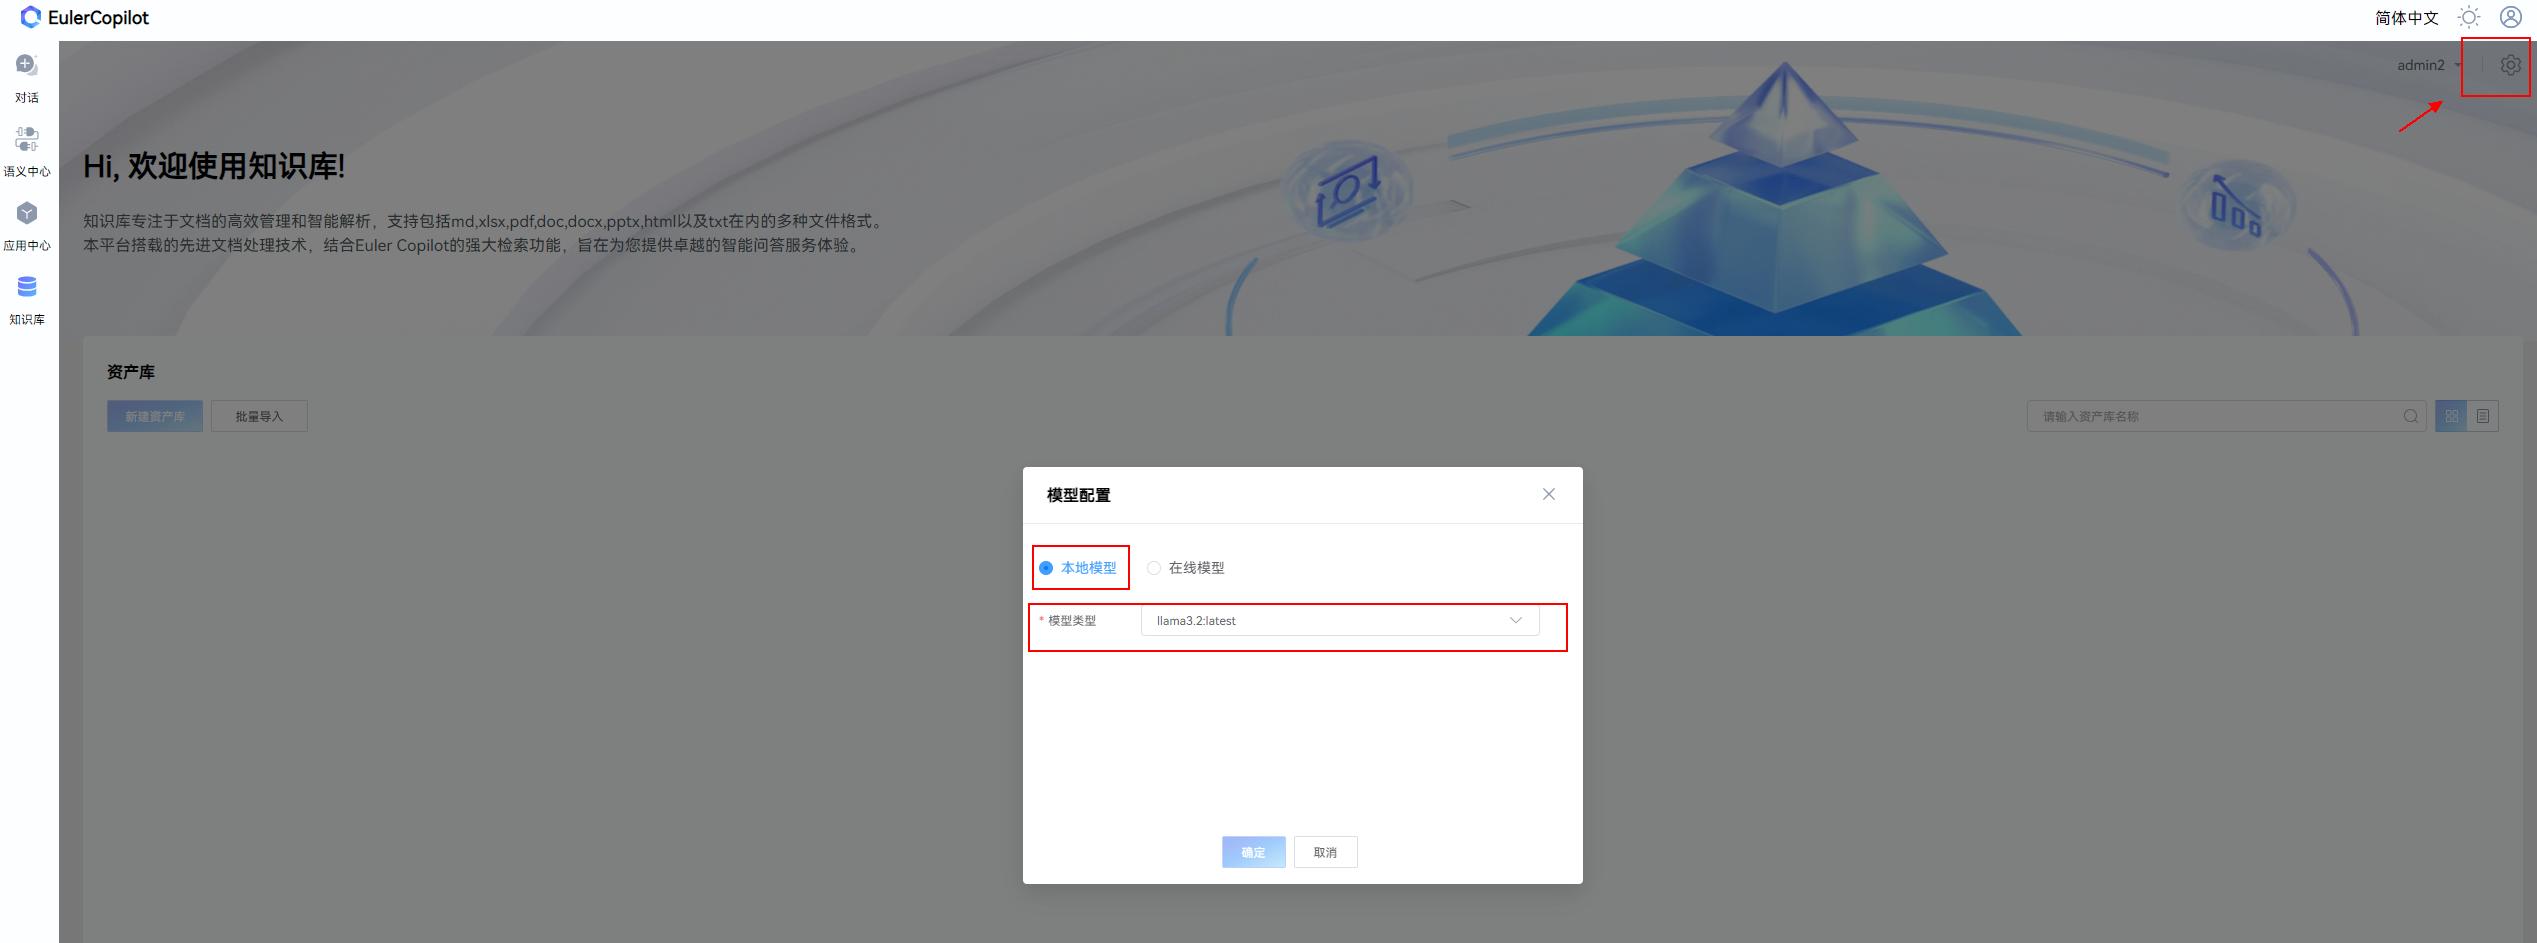 EulerCopilot
简体中文
对话
语义中心
应用中心
知识库
admin2
Hi, 欢迎使用知识库!
知识库专注于文档的高效管理和智能解析，支持包括md,xlsx,pdf,doc,docx,pptx,html以及txt在内的多种文件格式。
本平台搭载的先进文档处理技术，结合Euler Copilot的强大检索功能，旨在为您提供卓越的智能问答服务体验。
资产库
新建资产库 批量导入
请输入资产库名称
模型配置
本地模型 在线模型
* 模型类型 llama3.2:latest
确定 取消